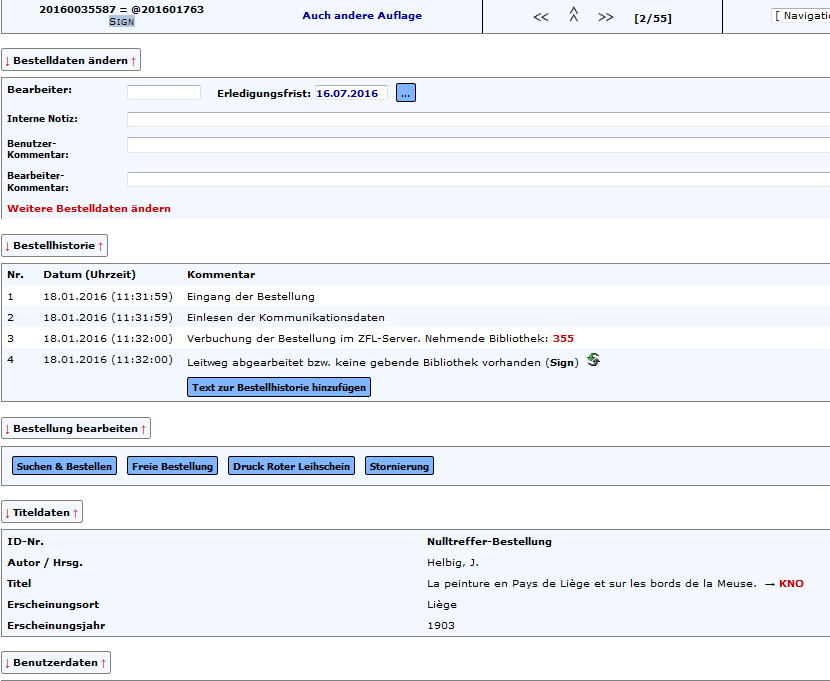 20160035587 = @201601763
SIGN
Auch andere Auflage
<< ^ >> [2/55]
[ Navigati
↓ Bestelldaten ändern ↑
Bearbeiter:
Erledigungsfrist: 16.07.2016 ...
Interne Notiz:
Benutzer-
Kommentar:
Bearbeiter-
Kommentar:
Weitere Bestelldaten ändern
↓ Bestellhistorie ↑
Nr. Datum (Uhrzeit) Kommentar
1 18.01.2016 (11:31:59) Eingang der Bestellung
2 18.01.2016 (11:31:59) Einlesen der Kommunikationsdaten
3 18.01.2016 (11:32:00) Verbuchung der Bestellung im ZFL-Server. Nehmende Bibliothek: 355
4 18.01.2016 (11:32:00) Leitweg abgearbeitet bzw. keine gebende Bibliothek vorhanden (Sign)
Text zur Bestellhistorie hinzufügen
↓ Bestellung bearbeiten ↑
Suchen & Bestellen Freie Bestellung Druck Roter Leihschein Stornierung
↓ Titeldaten ↑
ID-Nr. Nulltreffer-Bestellung
Autor / Hrsg. Helbig, J.
Titel La peinture en Pays de Liège et sur les bords de la Meuse. → KNO
Erscheinungsort Liège
Erscheinungsjahr 1903
↓ Benutzerdaten ↑